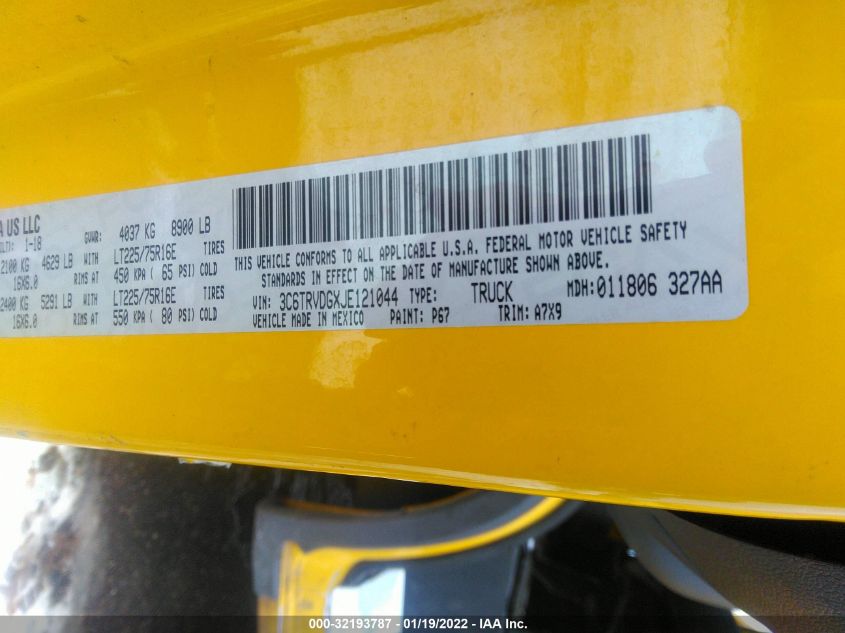 A US LLC
1-18 GVWR: 4037 KG 8900 LB
2100 KG 4629 LB WITH LT225/75R16E TIRES
16X6.0 RIMS AT 450 KPA ( 65 PSI) COLD
2400 KG 5291 LB WITH LT225/75R16E TIRES
16X6.0 RIMS AT 550 KPA ( 80 PSI) COLD
THIS VEHICLE CONFORMS TO ALL APPLICABLE U.S.A. FEDERAL MOTOR VEHICLE SAFETY
STANDARDS IN EFFECT ON THE DATE OF MANUFACTURE SHOWN ABOVE.
VIN: 3C6TRVDGXJE121044 TYPE: TRUCK MDH:011806 327AA
VEHICLE MADE IN MEXICO PAINT: P67 TRIM: A7X9
000-32193787 - 01/19/2022 - IAA Inc.